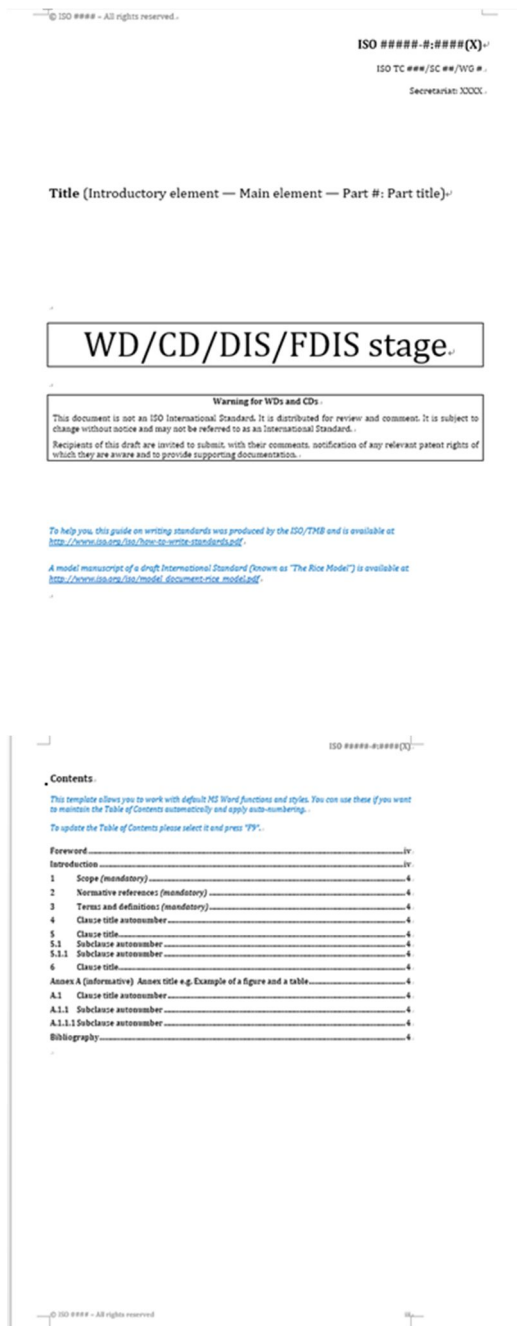 © ISO #### – All rights reserved
ISO #####-#:####(X)
ISO TC ###/SC ##/WG #
Secretariat: XXXX
Title (Introductory element — Main element — Part #: Part title)
WD/CD/DIS/FDIS stage
Warning for WDs and CDs
This document is not an ISO International Standard. It is distributed for review and comment. It is subject to
change without notice and may not be referred to as an International Standard.
Recipients of this draft are invited to submit, with their comments, notification of any relevant patent rights of
which they are aware and to provide supporting documentation.
To help you, this guide on writing standards was produced by the ISO/TMB and is available at
http://www.iso.org/iso/how-to-write-standards.pdf
A model manuscript of a draft International Standard (known as "The Rice Model") is available at
http://www.iso.org/iso/model_document-rice_model.pdf
ISO #####-#:####(X)
Contents
This template allows you to work with default MS Word functions and styles. You can use these if you want
to maintain the Table of Contents automatically and apply auto-numbering.
To update the Table of Contents please select it and press "F9".
Foreword iv
Introduction iv
1 Scope (mandatory) 4
2 Normative references (mandatory) 4
3 Terms and definitions (mandatory) 4
4 Clause title autonumber 4
5 Clause title 4
5.1 Subclause autonumber 4
5.1.1 Subclause autonumber 4
6 Clause title 4
Annex A (informative) Annex title e.g. Example of a figure and a table 4
A.1 Clause title autonumber 4
A.1.1 Subclause autonumber 4
A.1.1.1 Subclause autonumber 4
Bibliography 4
© ISO #### – All rights reserved